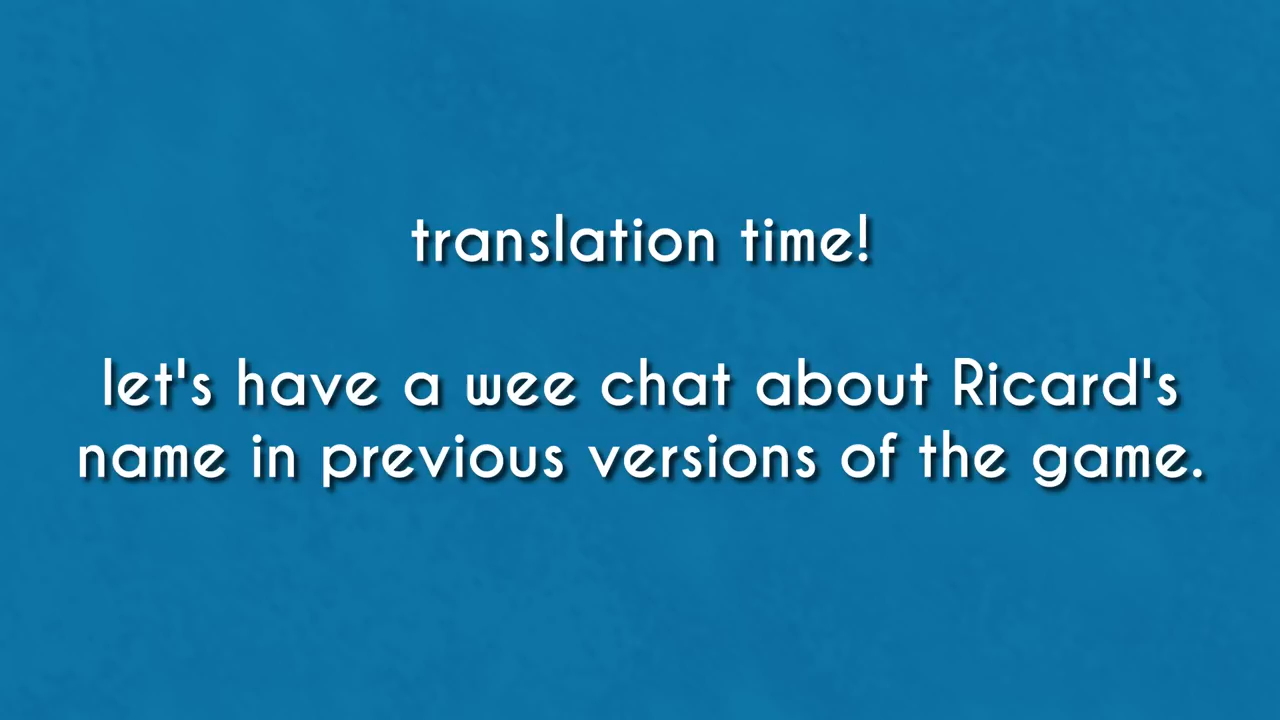 translation time!
let's have a wee chat about Ricard's
name in previous versions of the game.